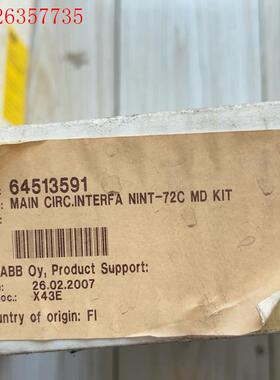 26357735
: 64513591
: MAIN CIRC.INTERFA NINT-72C MD KIT
:
ABB Oy, Product Support:
e: 26.02.2007
oc.: X43E
untry of origin: FI